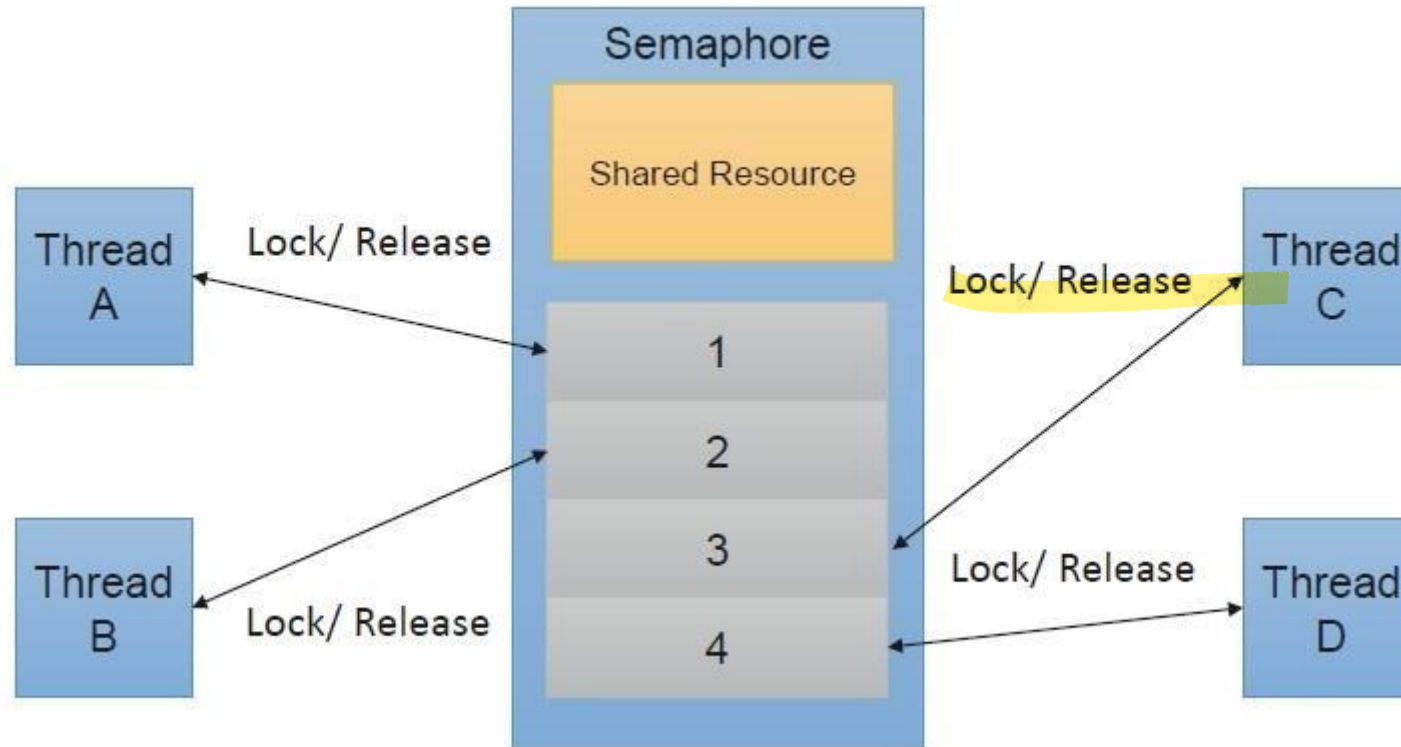 Semaphore
Shared Resource
Thread
A
Lock/ Release
Lock/ Release
Thread
C
1
2
3
4
Thread
B
Lock/ Release
Lock/ Release
Thread
D